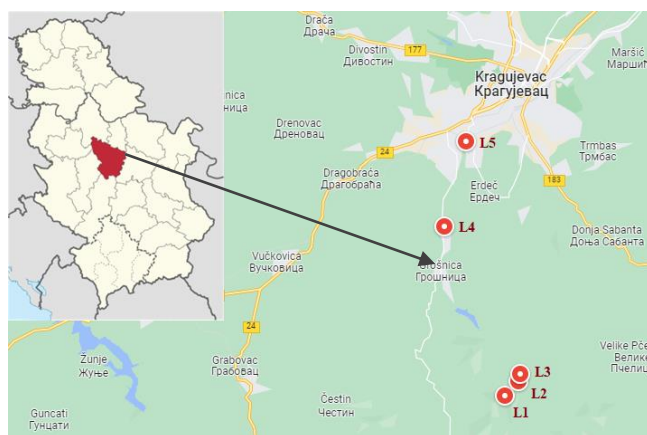 Drača
Драча
177
Divostin
Дивостин
Maršić
Kragujevac
Крагујевац
Drenovac
Дреновац
L5
24
Trmbas
Трмбас
Dragobraća
Драгобраћа
Erdeč
Ердеч
183
L4
Donja Sabanta
Доња Сабанта
Vučkovica
Вучковица
Грошница
24
Žunje
Жуње
Grabovac
Грабовац
Velike
Велике
L3
L2
L1
Čestin
Честин
Guncati
Гунцати